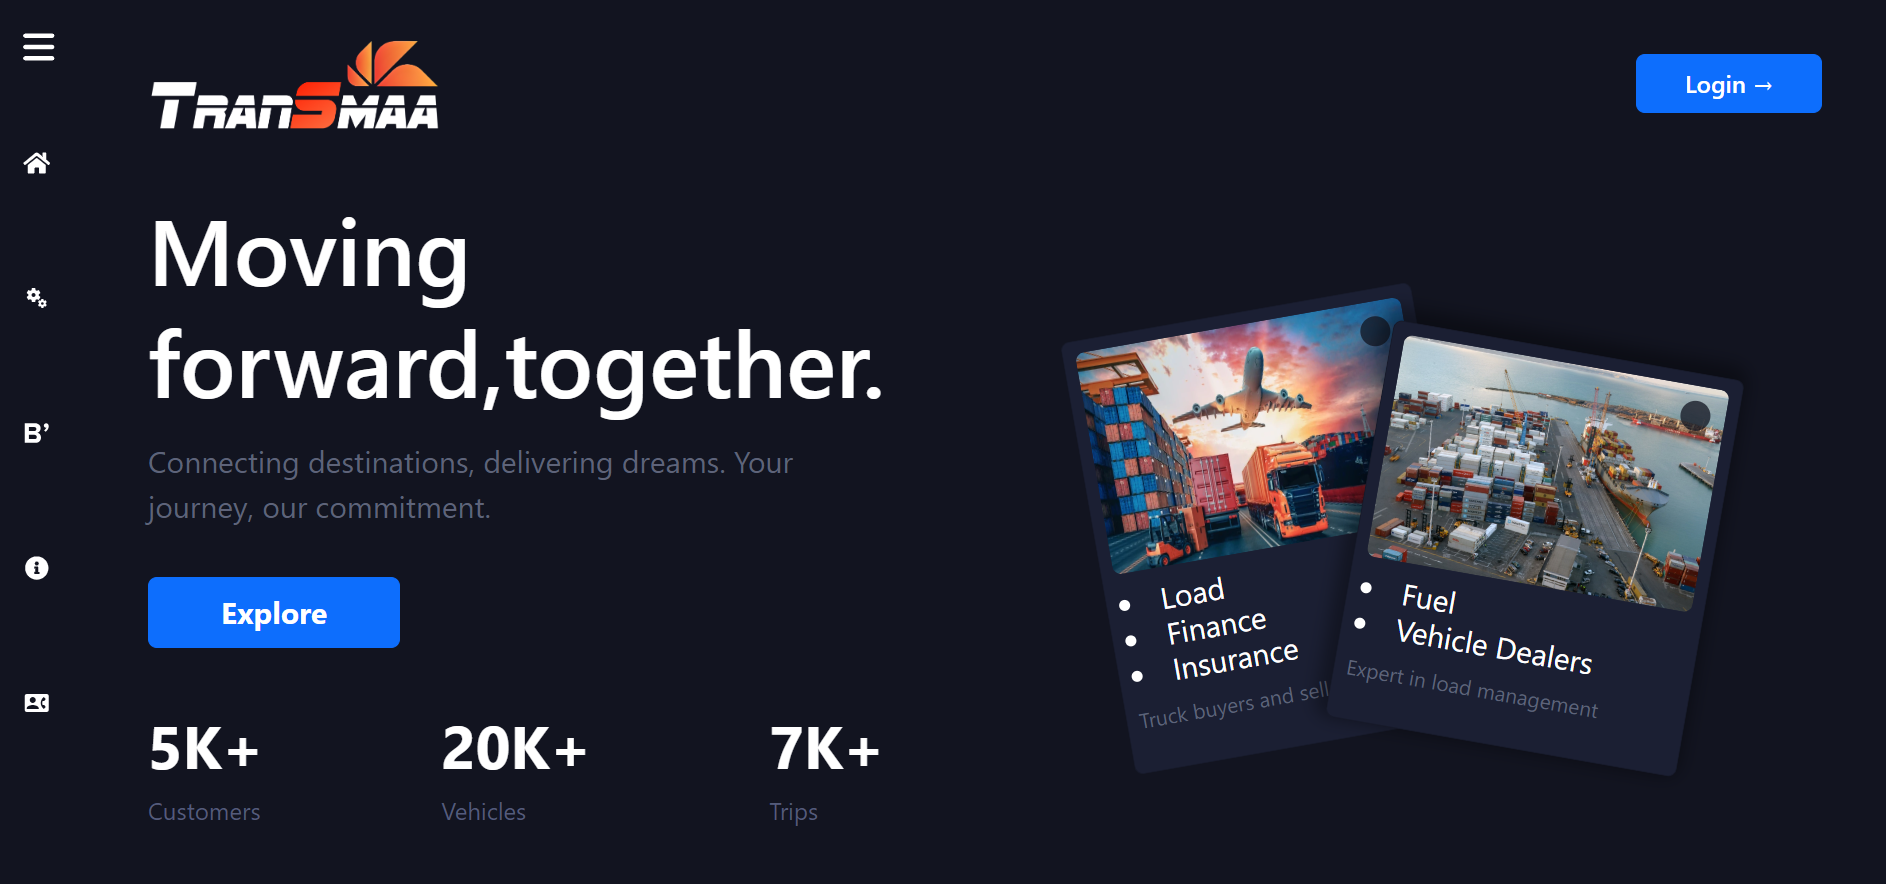 TranSmaa
Login →
Moving
forward,together.
Connecting destinations, delivering dreams. Your
journey, our commitment.
Explore
5K+
20K+
7K+
Customers
Vehicles
Trips
Load
Finance
Insurance
Truck buyers and sell
Fuel
Vehicle Dealers
Expert in load management